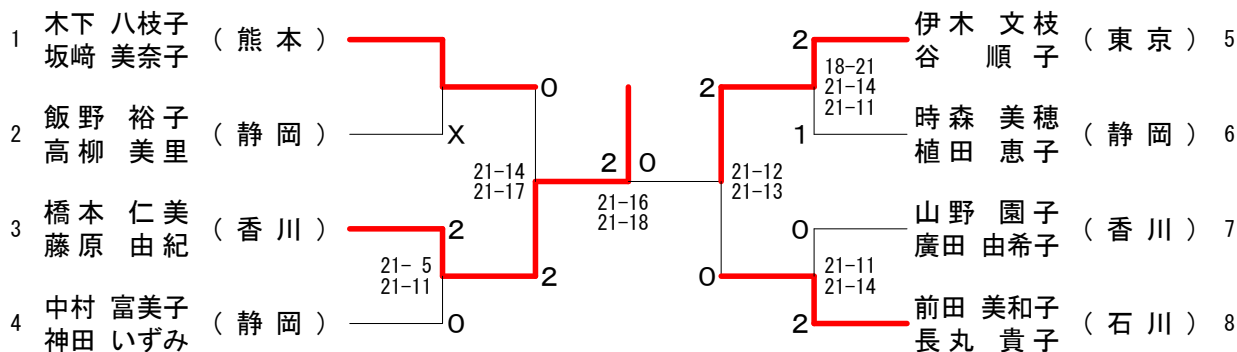 1 木下 八枝子 坂﨑 美奈子 ( 熊 本 )
0
2 飯野 裕子 高柳 美里 ( 静 岡 )
X
21-14
21-17
3 橋本 仁美 藤原 由紀 ( 香 川 )
2
21- 5
21-11
2
4 中村 富美子 神田 いずみ ( 静 岡 )
0
2 0
21-16
21-18
2
伊木 文枝 谷 順子 ( 東 京 ) 5
18-21
21-14
21-11
2
1
時森 美穂 植田 恵子 ( 静 岡 ) 6
21-12
21-13
0
山野 園子 廣田 由希子 ( 香 川 ) 7
21-11
21-14
0
2
前田 美和子 長丸 貴子 ( 石 川 ) 8